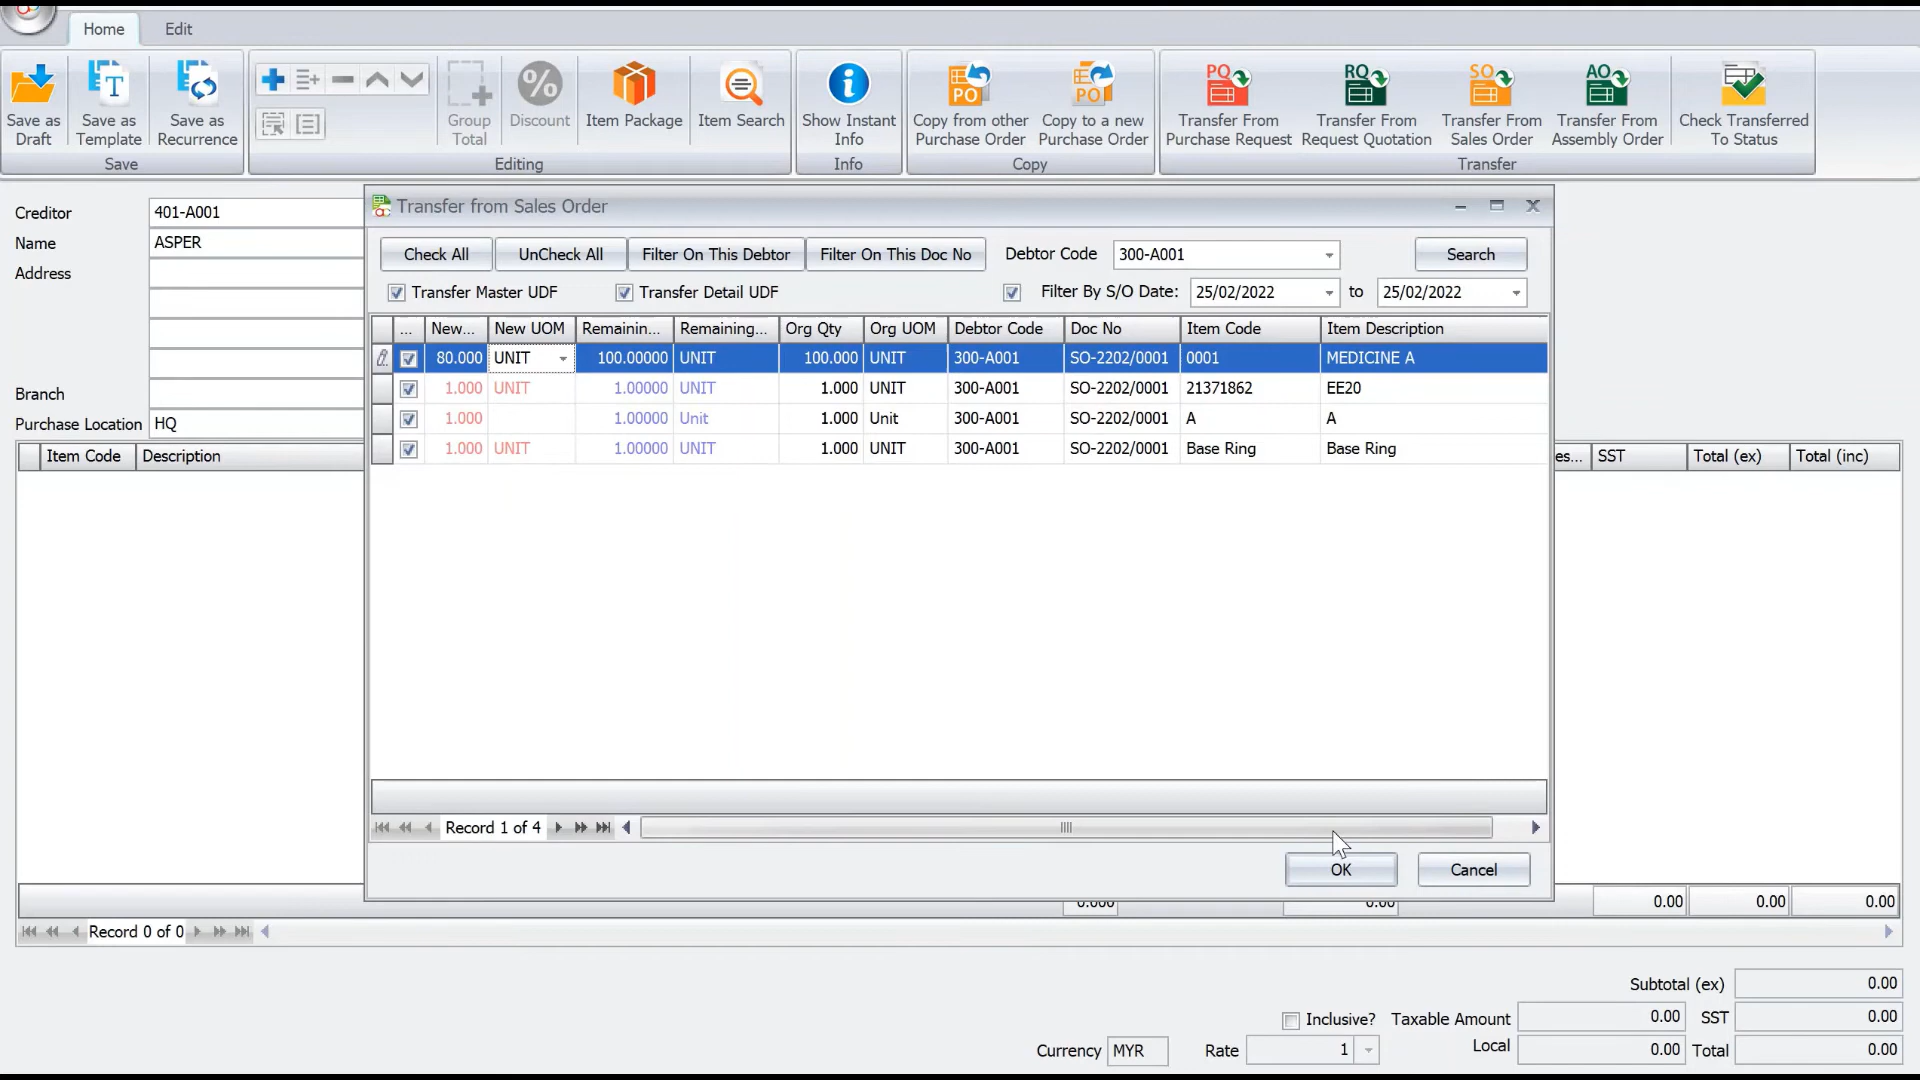 Home Edit
Save as Draft
Save as Template
Save as Recurrence
Save
Group Total
Discount
Item Package
Item Search
Editing
Show Instant Info
Info
PO
Copy from other Purchase Order
PO
Copy to a new Purchase Order
Copy
PQ
Transfer From Purchase Request
RQ
Transfer From Request Quotation
SO
Transfer From Sales Order
AO
Transfer From Assembly Order
Check Transferred To Status
Transfer
Creditor 401-A001
Name ASPER
Address
Branch
Purchase Location HQ
Item Code Description
Transfer from Sales Order
Check All UnCheck All Filter On This Debtor Filter On This Doc No Debtor Code 300-A001 Search
Transfer Master UDF Transfer Detail UDF Filter By S/O Date: 25/02/2022 to 25/02/2022
... New... New UOM Remainin... Remaining... Org Qty Org UOM Debtor Code Doc No Item Code Item Description
80.000 UNIT 100.00000 UNIT 100.000 UNIT 300-A001 SO-2202/0001 0001 MEDICINE A
1.000 UNIT 1.00000 UNIT 1.000 UNIT 300-A001 SO-2202/0001 21371862 EE20
1.000 1.00000 Unit 1.000 Unit 300-A001 SO-2202/0001 A A
1.000 UNIT 1.00000 UNIT 1.000 UNIT 300-A001 SO-2202/0001 Base Ring Base Ring
Record 1 of 4
OK Cancel
es... SST Total (ex) Total (inc)
0.000 0.00 0.00 0.00 0.00
Record 0 of 0
Subtotal (ex) 0.00
Inclusive? Taxable Amount 0.00 SST 0.00
Currency MYR Rate 1 Local 0.00 Total 0.00